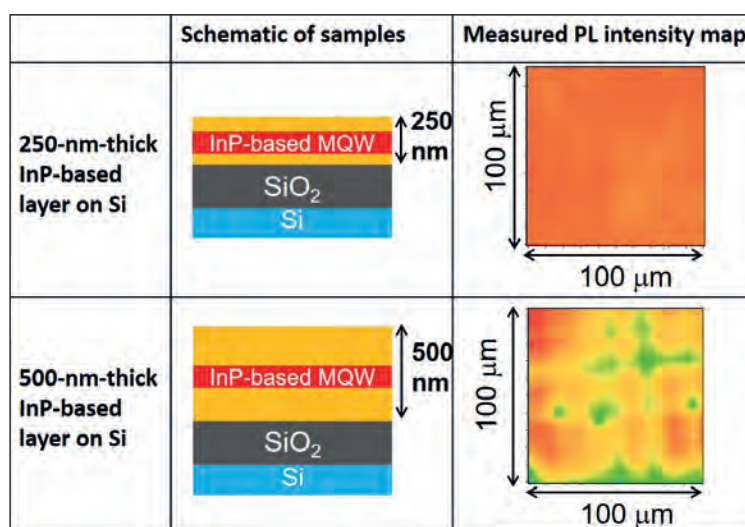 Schematic of samples
Measured PL intensity map
250-nm-thick
InP-based
layer on Si
250
nm
InP-based MQW
SiO2
Si
100 μm
100 μm
500-nm-thick
InP-based
layer on Si
500
nm
InP-based MQW
SiO2
Si
100 μm
100 μm